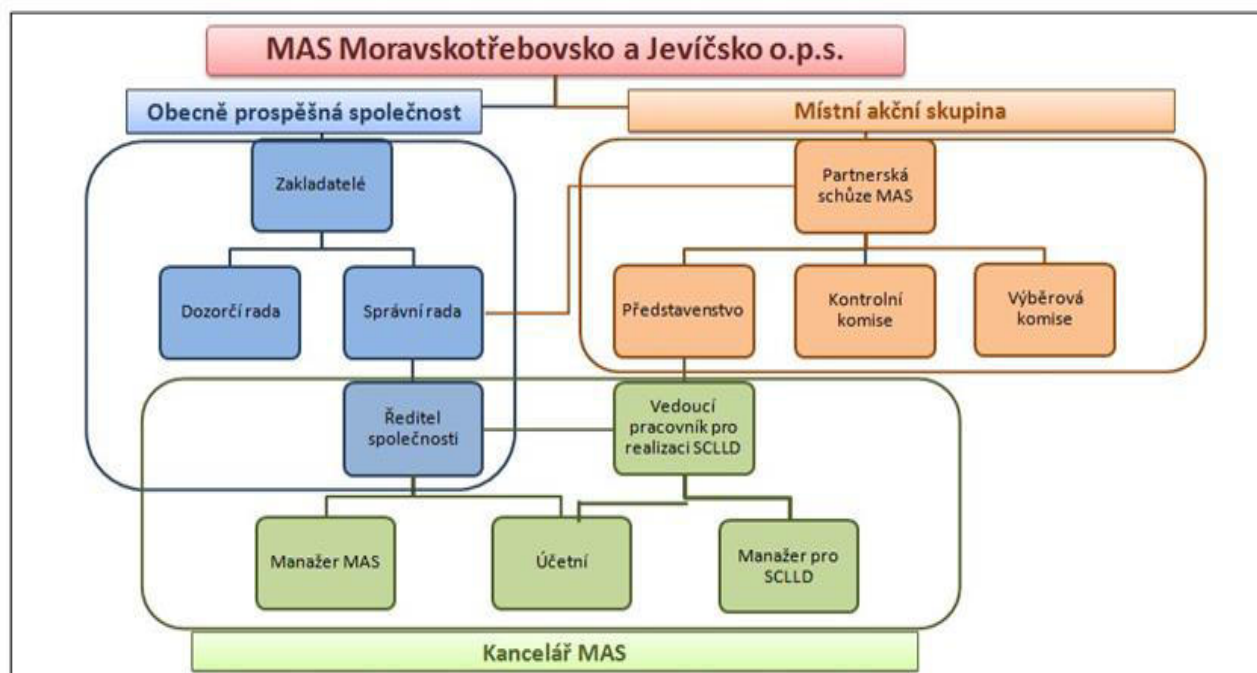 MAS Moravskotřebovsko a Jevíčsko o.p.s.
Obecně prospěšná společnost
Místní akční skupina
Zakladatelé
Partnerská
schůze MAS
Dozorčí rada
Správní rada
Představenstvo
Kontrolní
komise
Výběrová
komise
Ředitel
společnosti
Vedoucí
pracovník pro
realizaci SCLLD
Manažer MAS
Účetní
Manažer pro
SCLLD
Kancelář MAS